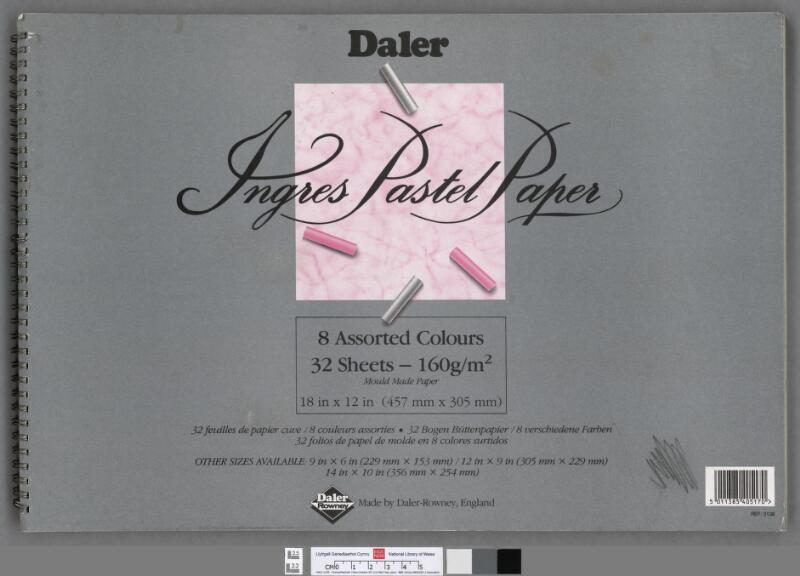 Daler
Ingres Pastel Paper
8 Assorted Colours
32 Sheets – 160g/m²
Mould Made Paper
18 in x 12 in (457 mm x 305 mm)
32 feuilles de papier cuve / 8 couleurs assorties • 32 Bogen Büttenpapier / 8 verschiedene Farben
32 folios de papel de molde en 8 colores surtidos
OTHER SIZES AVAILABLE: 9 in × 6 in (229 mm × 153 mm) / 12 in × 9 in (305 mm × 229 mm)
14 in × 10 in (356 mm × 254 mm)
Daler
Rowney
Made by Daler-Rowney, England
5 011385 405170
Llyfrgell Genedlaethol Cymru
National Library of Wales
CM 0 1 2 3 4 5